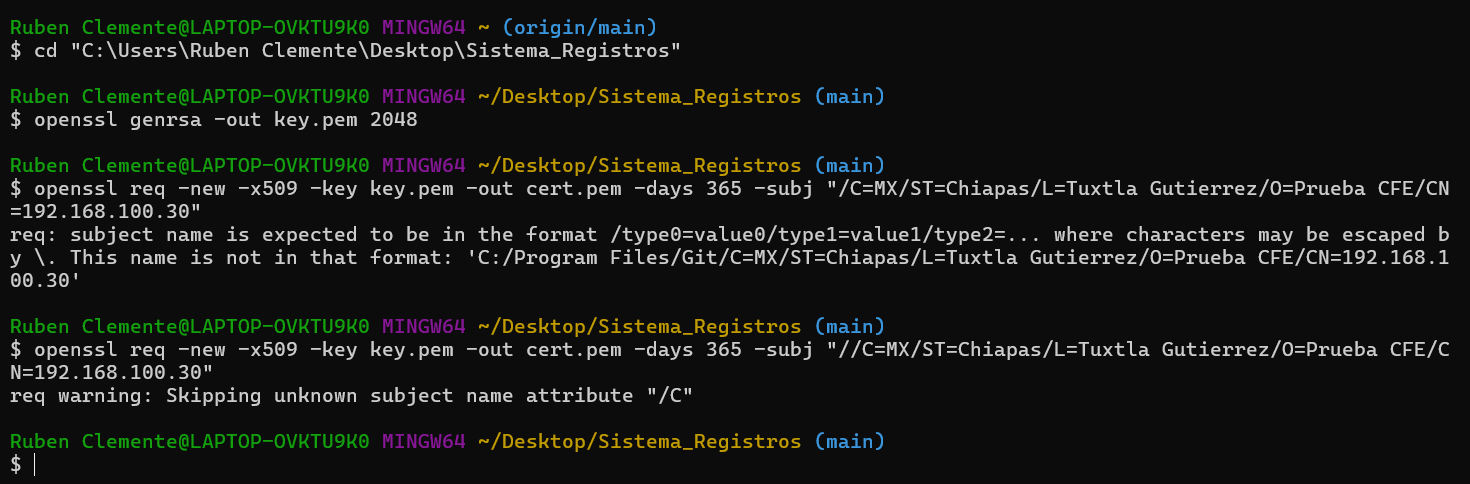 Ruben Clemente@LAPTOP-OVKTU9K0 MINGW64 ~ (origin/main)
$ cd "C:\Users\Ruben Clemente\Desktop\Sistema_Registros"
Ruben Clemente@LAPTOP-OVKTU9K0 MINGW64 ~/Desktop/Sistema_Registros (main)
$ openssl genrsa -out key.pem 2048
Ruben Clemente@LAPTOP-OVKTU9K0 MINGW64 ~/Desktop/Sistema_Registros (main)
$ openssl req -new -x509 -key key.pem -out cert.pem -days 365 -subj "/C=MX/ST=Chiapas/L=Tuxtla Gutierrez/O=Prueba CFE/CN
=192.168.100.30"
req: subject name is expected to be in the format /type0=value0/type1=value1/type2=... where characters may be escaped b
y \. This name is not in that format: 'C:/Program Files/Git/C=MX/ST=Chiapas/L=Tuxtla Gutierrez/O=Prueba CFE/CN=192.168.1
00.30'
Ruben Clemente@LAPTOP-OVKTU9K0 MINGW64 ~/Desktop/Sistema_Registros (main)
$ openssl req -new -x509 -key key.pem -out cert.pem -days 365 -subj "//C=MX/ST=Chiapas/L=Tuxtla Gutierrez/O=Prueba CFE/C
N=192.168.100.30"
req warning: Skipping unknown subject name attribute "/C"
Ruben Clemente@LAPTOP-OVKTU9K0 MINGW64 ~/Desktop/Sistema_Registros (main)
$